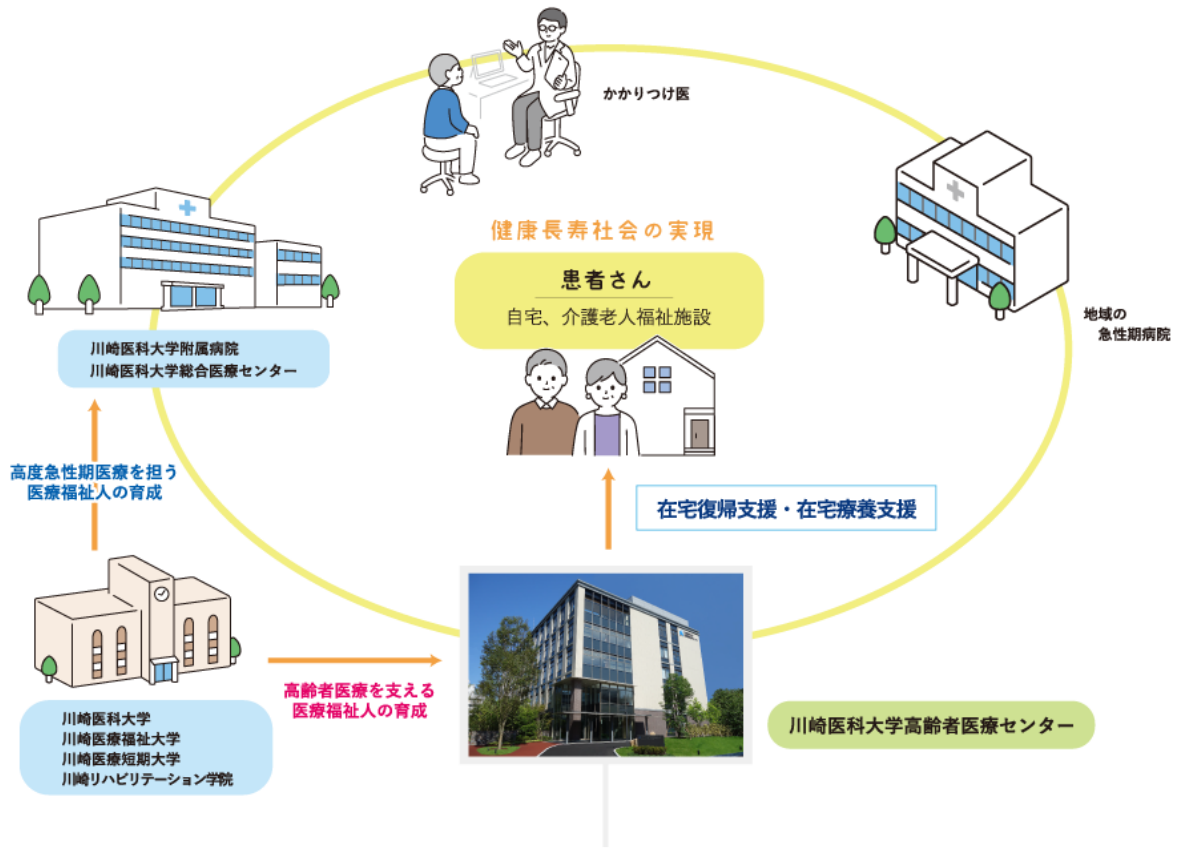 かかりつけ医
健康長寿社会の実現
患者さん
自宅、介護老人福祉施設
地域の
急性期病院
川崎医科大学附属病院
川崎医科大学総合医療センター
高度急性期医療を担う
医療福祉人の育成
在宅復帰支援・在宅療養支援
高齢者医療を支える
医療福祉人の育成
川崎医科大学
川崎医療福祉大学
川崎医療短期大学
川崎リハビリテーション学院
川崎医科大学高齢者医療センター